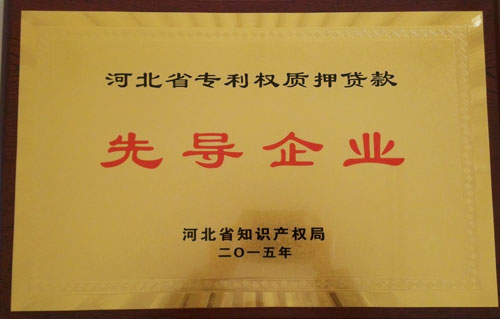 河北省专利权质押贷款
先导企业
河北省知识产权局
二〇一五年